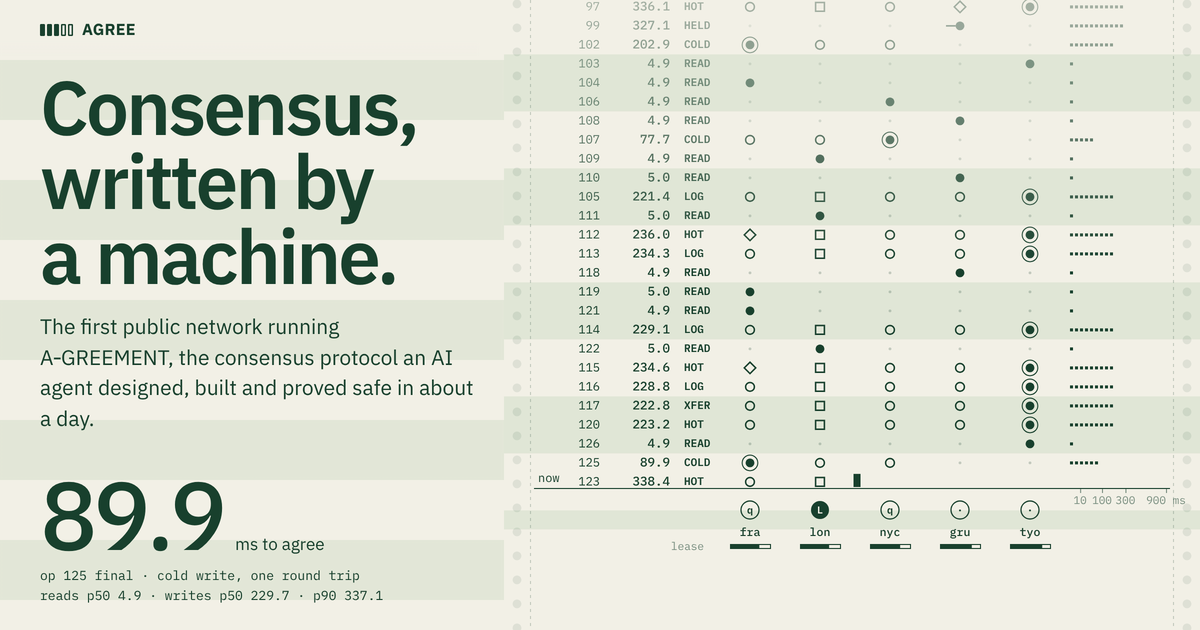 AGREE
Consensus,
written by
a machine.
The first public network running
A-GREEMENT, the consensus protocol an AI
agent designed, built and proved safe in about
a day.
89.9 ms to agree
op 125 final · cold write, one round trip
reads p50 4.9 · writes p50 229.7 · p90 337.1
97 336.1 HOT
99 327.1 HELD
102 202.9 COLD
103 4.9 READ
104 4.9 READ
106 4.9 READ
108 4.9 READ
107 77.7 COLD
109 4.9 READ
110 5.0 READ
105 221.4 LOG
111 5.0 READ
112 236.0 HOT
113 234.3 LOG
118 4.9 READ
119 5.0 READ
121 4.9 READ
114 229.1 LOG
122 5.0 READ
115 234.6 HOT
116 228.8 LOG
117 222.8 XFER
120 223.2 HOT
126 4.9 READ
125 89.9 COLD
now 123 338.4 HOT
10 100 300 900 ms
q L q
fra lon nyc gru tyo
lease